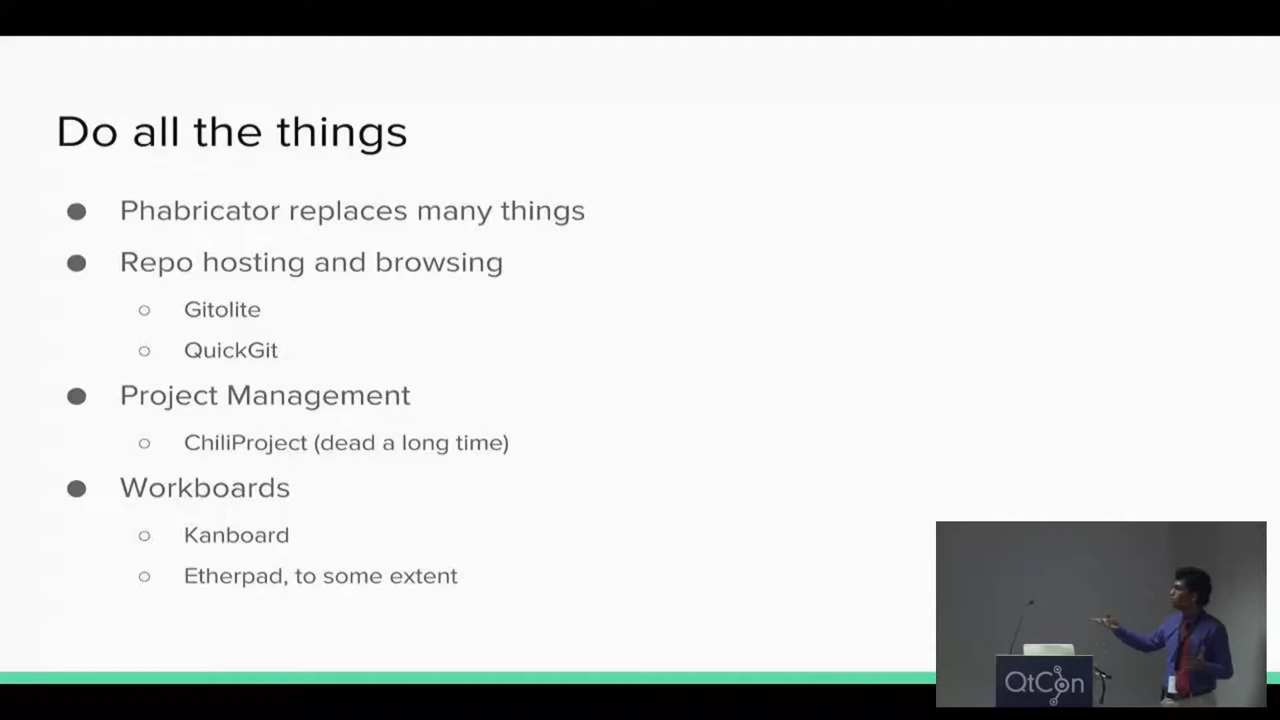 Do all the things
● Phabricator replaces many things
● Repo hosting and browsing
○ Gitolite
○ QuickGit
● Project Management
○ ChiliProject (dead a long time)
● Workboards
○ Kanboard
○ Etherpad, to some extent
QtCon